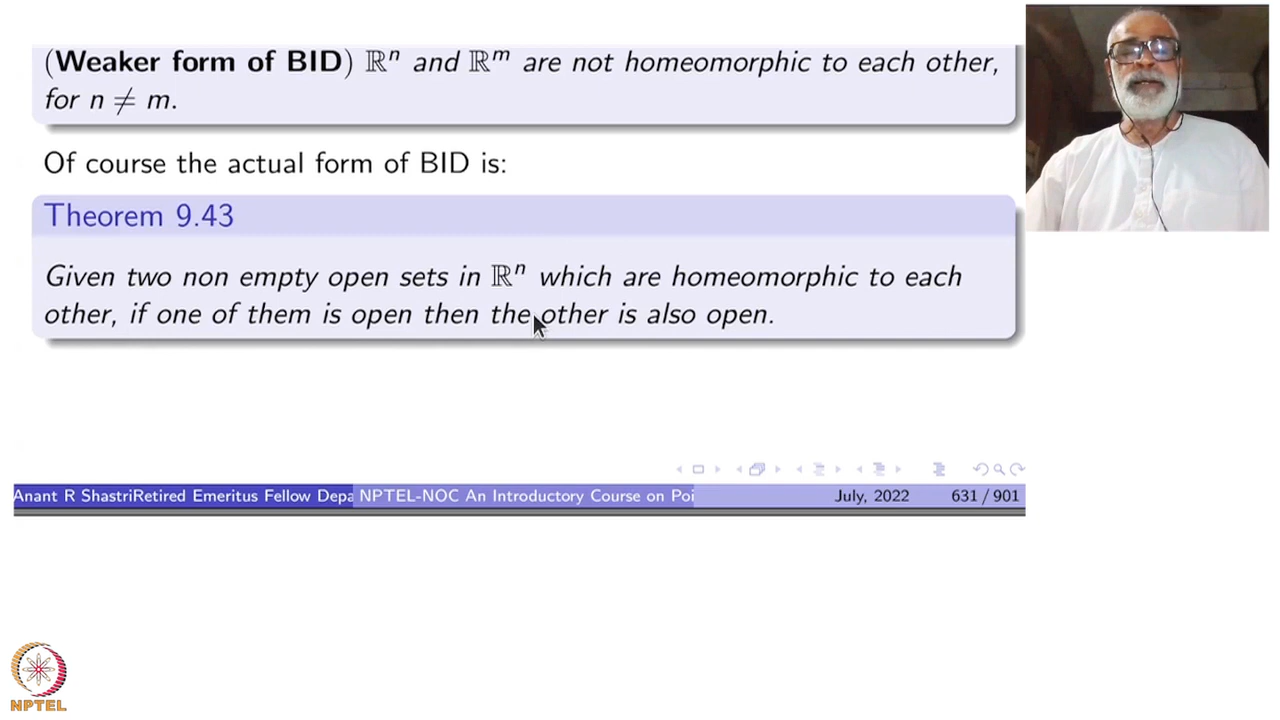 (Weaker form of BID) ℝⁿ and ℝᵐ are not homeomorphic to each other,
for n ≠ m.
Of course the actual form of BID is:
Theorem 9.43
Given two non empty open sets in ℝⁿ which are homeomorphic to each
other, if one of them is open then the other is also open.
Anant R ShastriRetired Emeritus Fellow Depa NPTEL-NOC An Introductory Course on Poi July, 2022 631 / 901
NPTEL